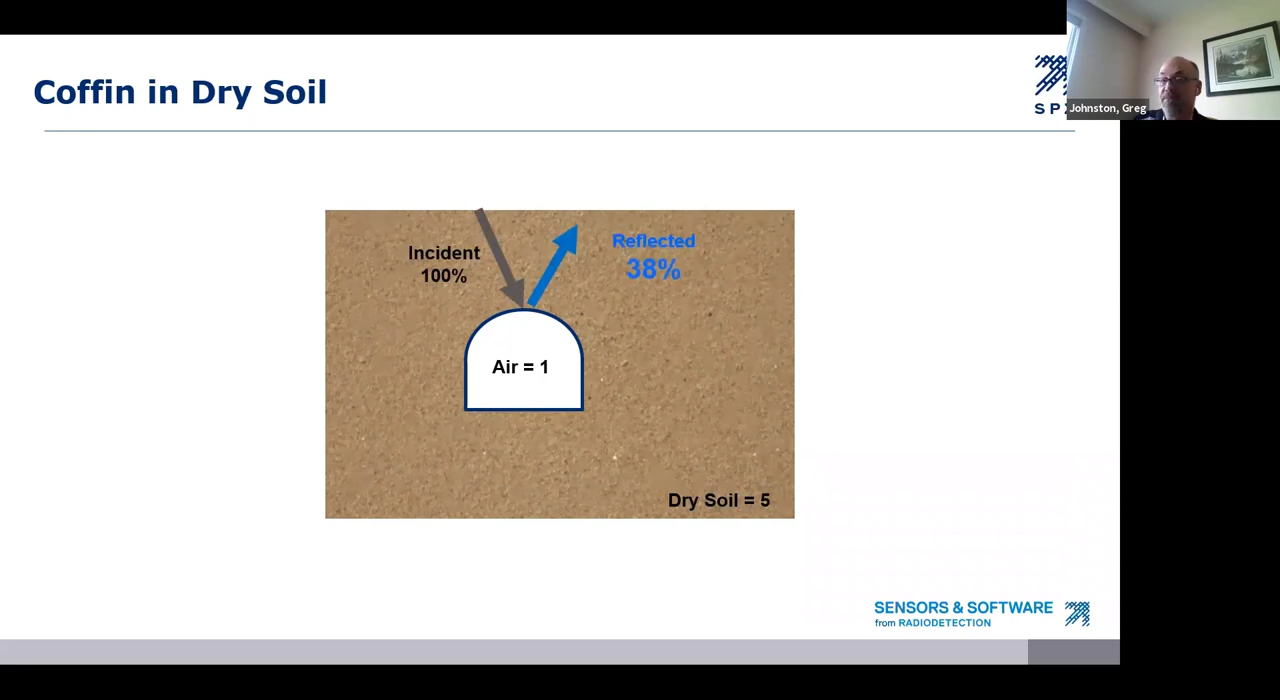 Coffin in Dry Soil
SP
Johnston, Greg
Incident
100%
Reflected
38%
Air = 1
Dry Soil = 5
SENSORS & SOFTWARE
from RADIODETECTION